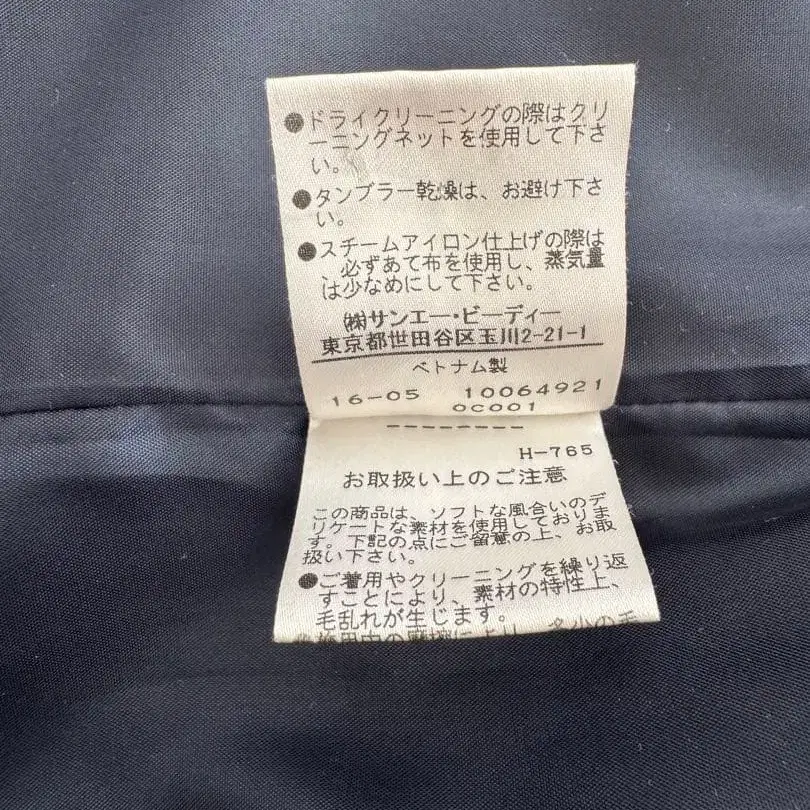 ●ドライクリーニングの際はクリ
ーニングネットを使用して下さ
い。
●タンブラー乾燥は、お避け下さ
い。
●スチームアイロン仕上げの際は
必ずあて布を使用し、蒸気量
は少なめにして下さい。
㈱サンエー・ビーディー
東京都世田谷区玉川2-21-1
ベトナム製
16-05 10064921
0C001
--------
H-765
お取扱い上のご注意
この商品は、ソフトな風合いのデ
リケートな素材を使用しておりま
す。下記の点にご留意の上、お取
扱い下さい。
●ご着用やクリーニングを繰り返
すことにより、素材の特性上、
毛乱れが生じます。